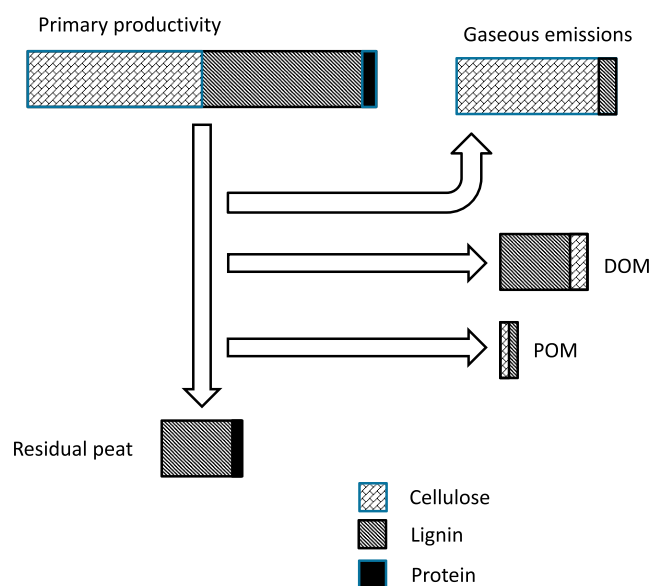 Primary productivity
Gaseous emissions
DOM
POM
Residual peat
Cellulose
Lignin
Protein